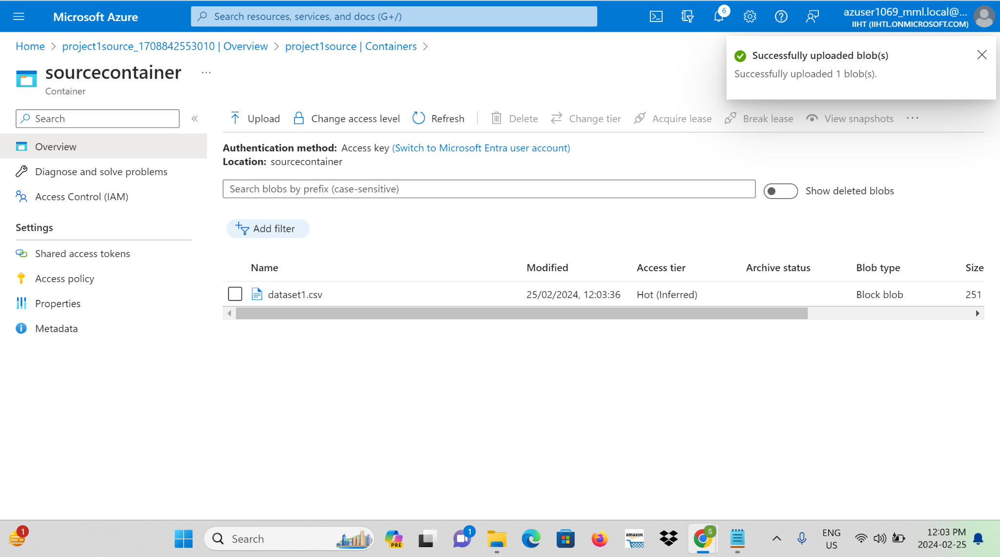 Microsoft Azure
Search resources, services, and docs (G+/)
6
azuser1069_mml.local@...
IIHT (IIHTL.ONMICROSOFT.COM)
Home > project1source_1708842553010 | Overview > project1source | Containers >
Successfully uploaded blob(s)
Successfully uploaded 1 blob(s).
sourcecontainer ...
Container
Search «
Upload Change access level Refresh Delete Change tier Acquire lease Break lease View snapshots ...
Overview
Diagnose and solve problems
Access Control (IAM)
Settings
Shared access tokens
Access policy
Properties
Metadata
Authentication method: Access key (Switch to Microsoft Entra user account)
Location: sourcecontainer
Search blobs by prefix (case-sensitive)
Show deleted blobs
Add filter
Name Modified Access tier Archive status Blob type Size
dataset1.csv 25/02/2024, 12:03:36 Hot (Inferred) Block blob 251
1
Search
PRE
1
amazon
S
ENG
US
12:03 PM
2024-02-25